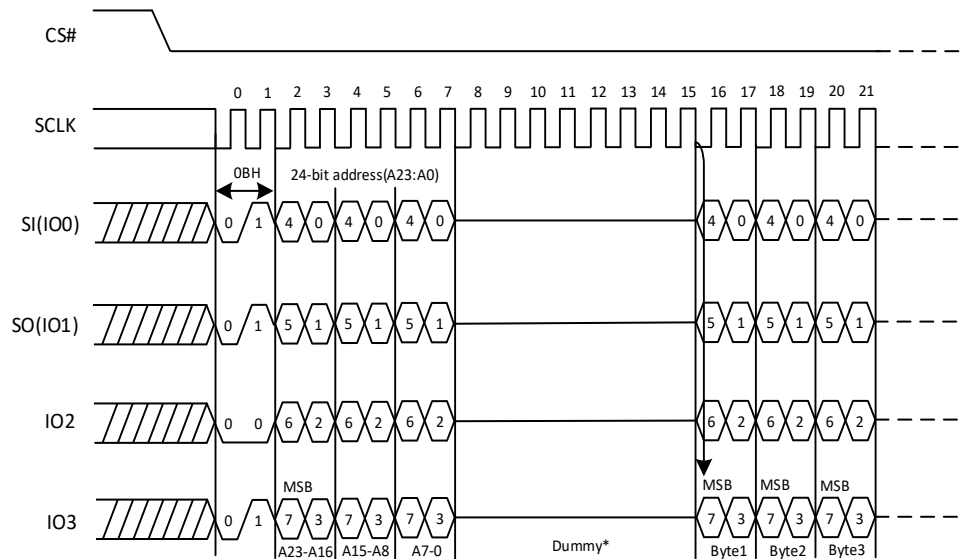 CS#
0 1 2 3 4 5 6 7 8 9 10 11 12 13 14 15 16 17 18 19 20 21
SCLK
0BH 24-bit address(A23:A0)
SI(IO0) 0 1 4 0 4 0 4 0 4 0 4 0 4 0
SO(IO1) 0 1 5 1 5 1 5 1 5 1 5 1 5 1
IO2 0 0 6 2 6 2 6 2 6 2 6 2 6 2
MSB MSB MSB MSB
IO3 0 1 7 3 7 3 7 3 7 3 7 3 7 3
A23-A16 A15-A8 A7-0 Dummy* Byte1 Byte2 Byte3